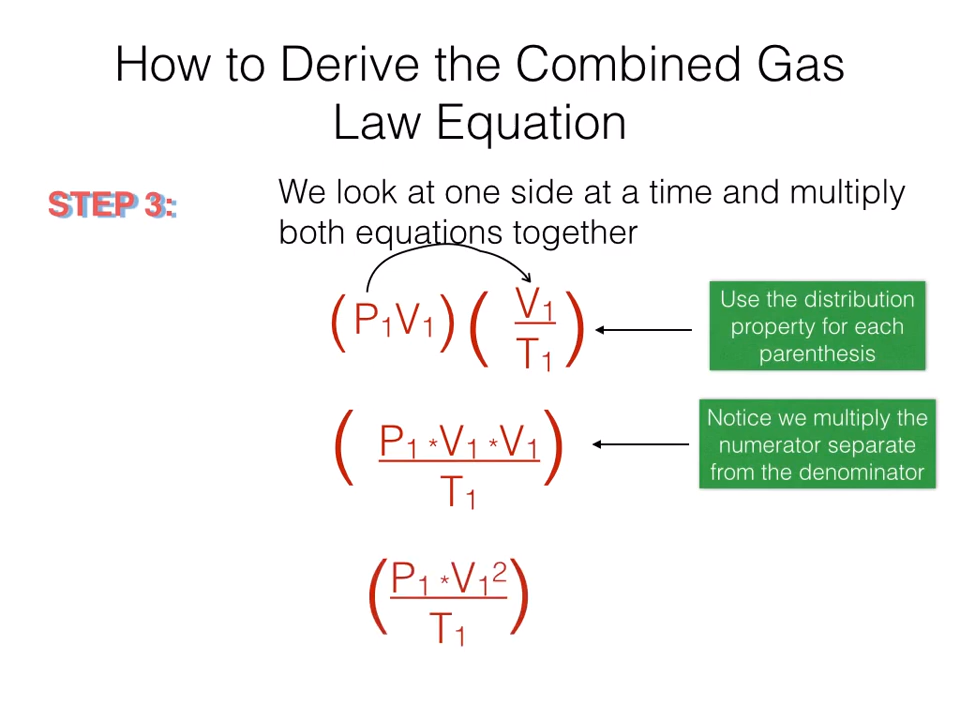 How to Derive the Combined Gas
Law Equation
STEP 3:
We look at one side at a time and multiply
both equations together
(P₁V₁)(V₁/T₁)
Use the distribution
property for each
parenthesis
(P₁*V₁*V₁/T₁)
Notice we multiply the
numerator separate
from the denominator
(P₁*V₁²/T₁)